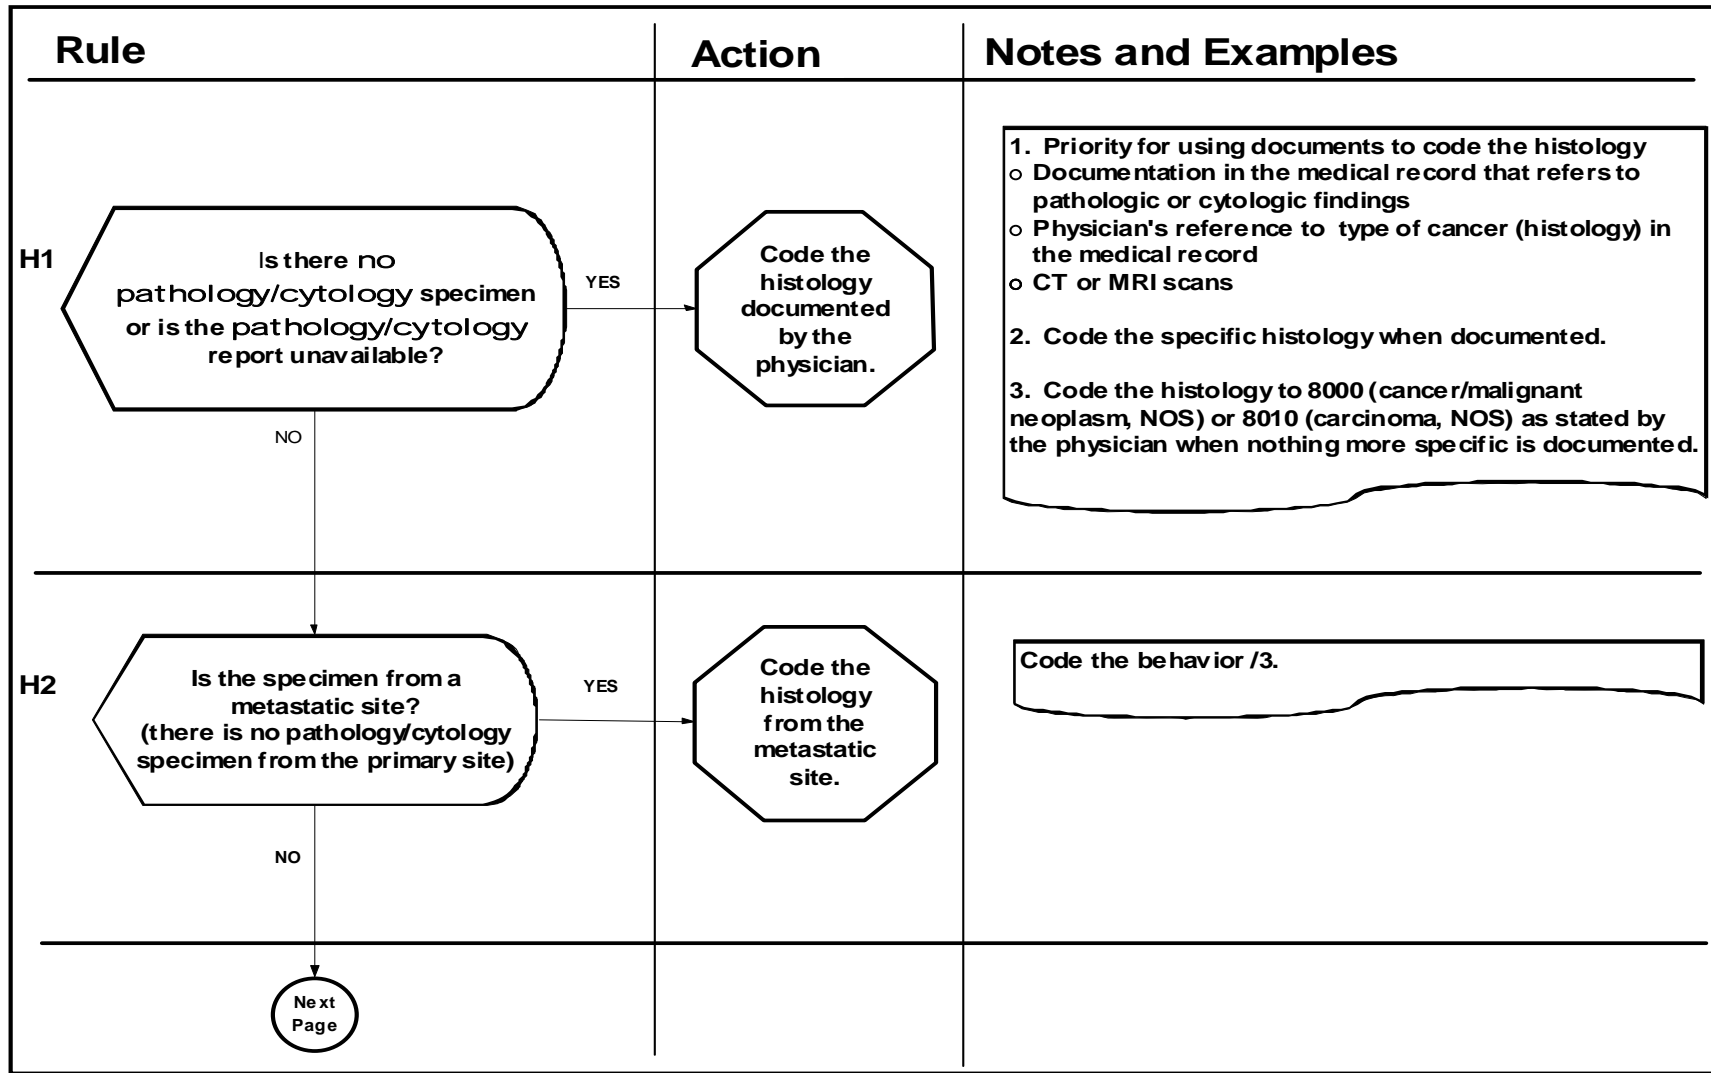 Rule
Action
Notes and Examples
H1
Is there no
pathology/cytology specimen
or is the pathology/cytology
report unavailable?
YES
Code the
histology
documented
by the
physician.
1. Priority for using documents to code the histology
o Documentation in the medical record that refers to
pathologic or cytologic findings
o Physician's reference to type of cancer (histology) in
the medical record
o CT or MRI scans
2. Code the specific histology when documented.
3. Code the histology to 8000 (cancer/malignant
neoplasm, NOS) or 8010 (carcinoma, NOS) as stated by
the physician when nothing more specific is documented.
NO
H2
Is the specimen from a
metastatic site?
(there is no pathology/cytology
specimen from the primary site)
YES
Code the
histology
from the
metastatic
site.
Code the behavior /3.
NO
Next
Page